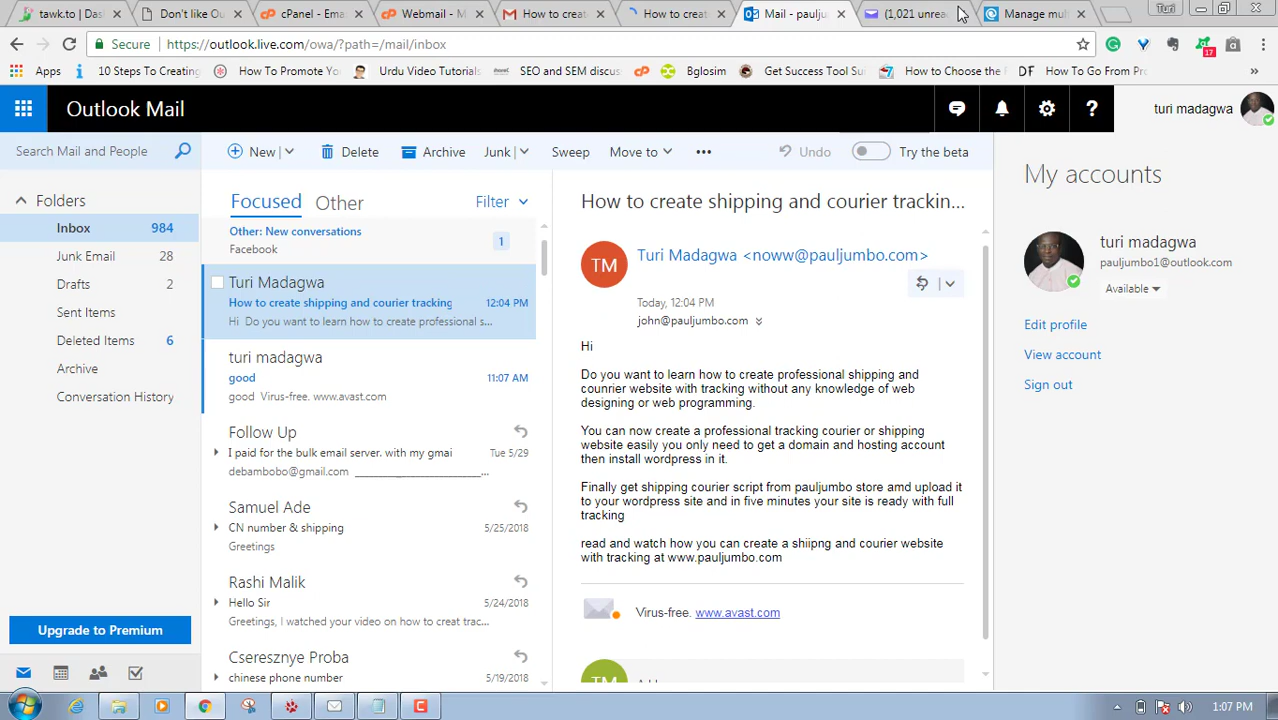 tawk.to | Dash
Don't like Ou
cPanel - Ema
Webmail - M
How to creat
How to creat
Mail - paulju
(1,021 unrea
Manage mul
Turi
Secure
https://outlook.live.com/owa/?path=/mail/inbox
17
Apps
10 Steps To Creating
How To Promote Yo
Urdu Video Tutorials
SEO and SEM discus
Bglosim
Get Success Tool Su
How to Choose the
DF
How To Go From Pr
Outlook Mail
turi madagwa
Search Mail and People
New
Delete
Archive
Junk
Sweep
Move to
Undo
Try the beta
Folders
Inbox 984
Junk Email 28
Drafts 2
Sent Items
Deleted Items 6
Archive
Conversation History
Upgrade to Premium
Focused
Other
Filter
Other: New conversations
Facebook
1
Turi Madagwa
How to create shipping and courier tracking
12:04 PM
Hi Do you want to learn how to create professional s...
turi madagwa
good
11:07 AM
good Virus-free. www.avast.com
Follow Up
I paid for the bulk email server. with my gmai
Tue 5/29
debambobo@gmail.com ______________________...
Samuel Ade
CN number & shipping
5/25/2018
Greetings
Rashi Malik
Hello Sir
5/24/2018
Greetings, I watched your video on how to creat trac...
Cseresznye Proba
chinese phone number
5/19/2018
How to create shipping and courier trackin...
TM
Turi Madagwa <noww@pauljumbo.com>
Today, 12:04 PM
john@pauljumbo.com
Hi
Do you want to learn how to create professional shipping and
counrier website with tracking without any knowledge of web
designing or web programming.
You can now create a professional tracking courier or shipping
website easily you only need to get a domain and hosting account
then install wordpress in it.
Finally get shipping courier script from pauljumbo store amd upload it
to your wordpress site and in five minutes your site is ready with full
tracking
read and watch how you can create a shiipng and courier website
with tracking at www.pauljumbo.com
Virus-free. www.avast.com
TM
My accounts
turi madagwa
pauljumbo1@outlook.com
Available
Edit profile
View account
Sign out
1:07 PM